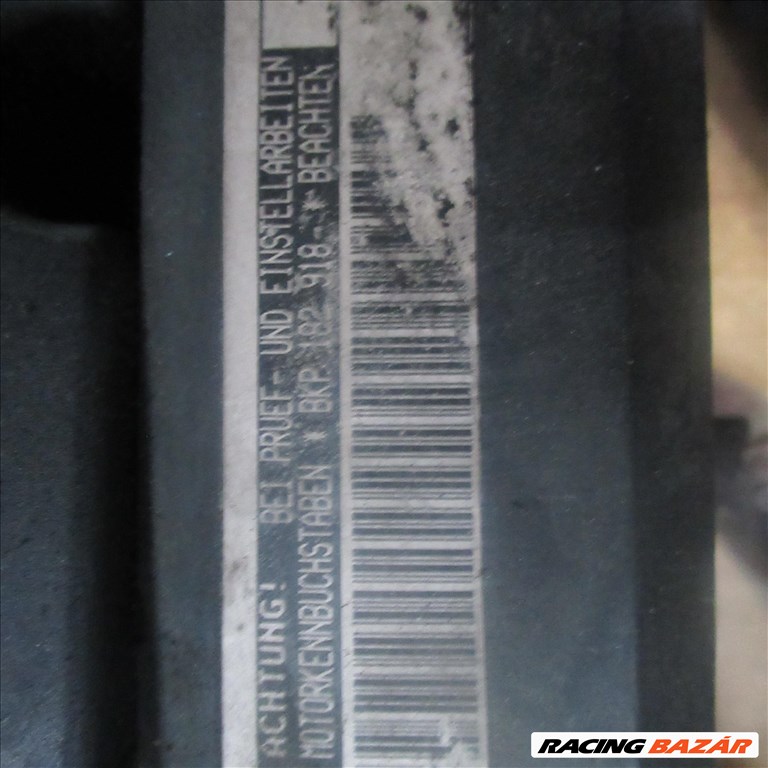 ACHTUNG! BEI PRUEF- UND EINSTELLARBEITEN
MOTORKENNBUCHSTABEN * BKP 182 918- * BEACHTEN
RACING BAZÁR